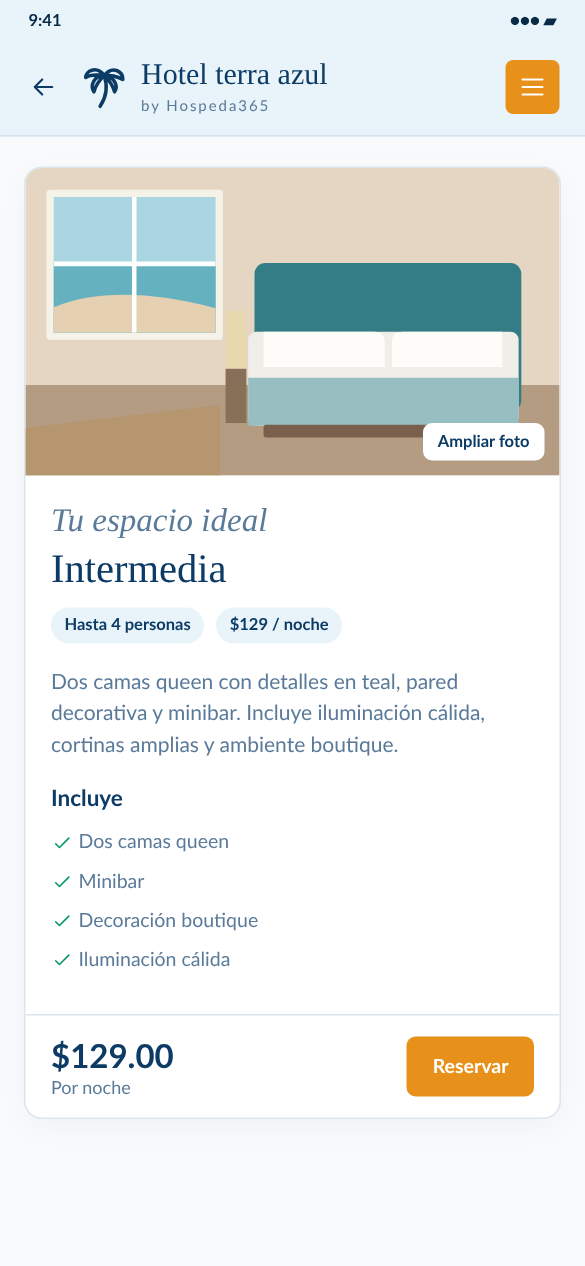 9:41
Hotel terra azul
by Hospeda365
Ampliar foto
Tu espacio ideal
Intermedia
Hasta 4 personas
$129 / noche
Dos camas queen con detalles en teal, pared
decorativa y minibar. Incluye iluminación cálida,
cortinas amplias y ambiente boutique.
Incluye
Dos camas queen
Minibar
Decoración boutique
Iluminación cálida
$129.00
Por noche
Reservar